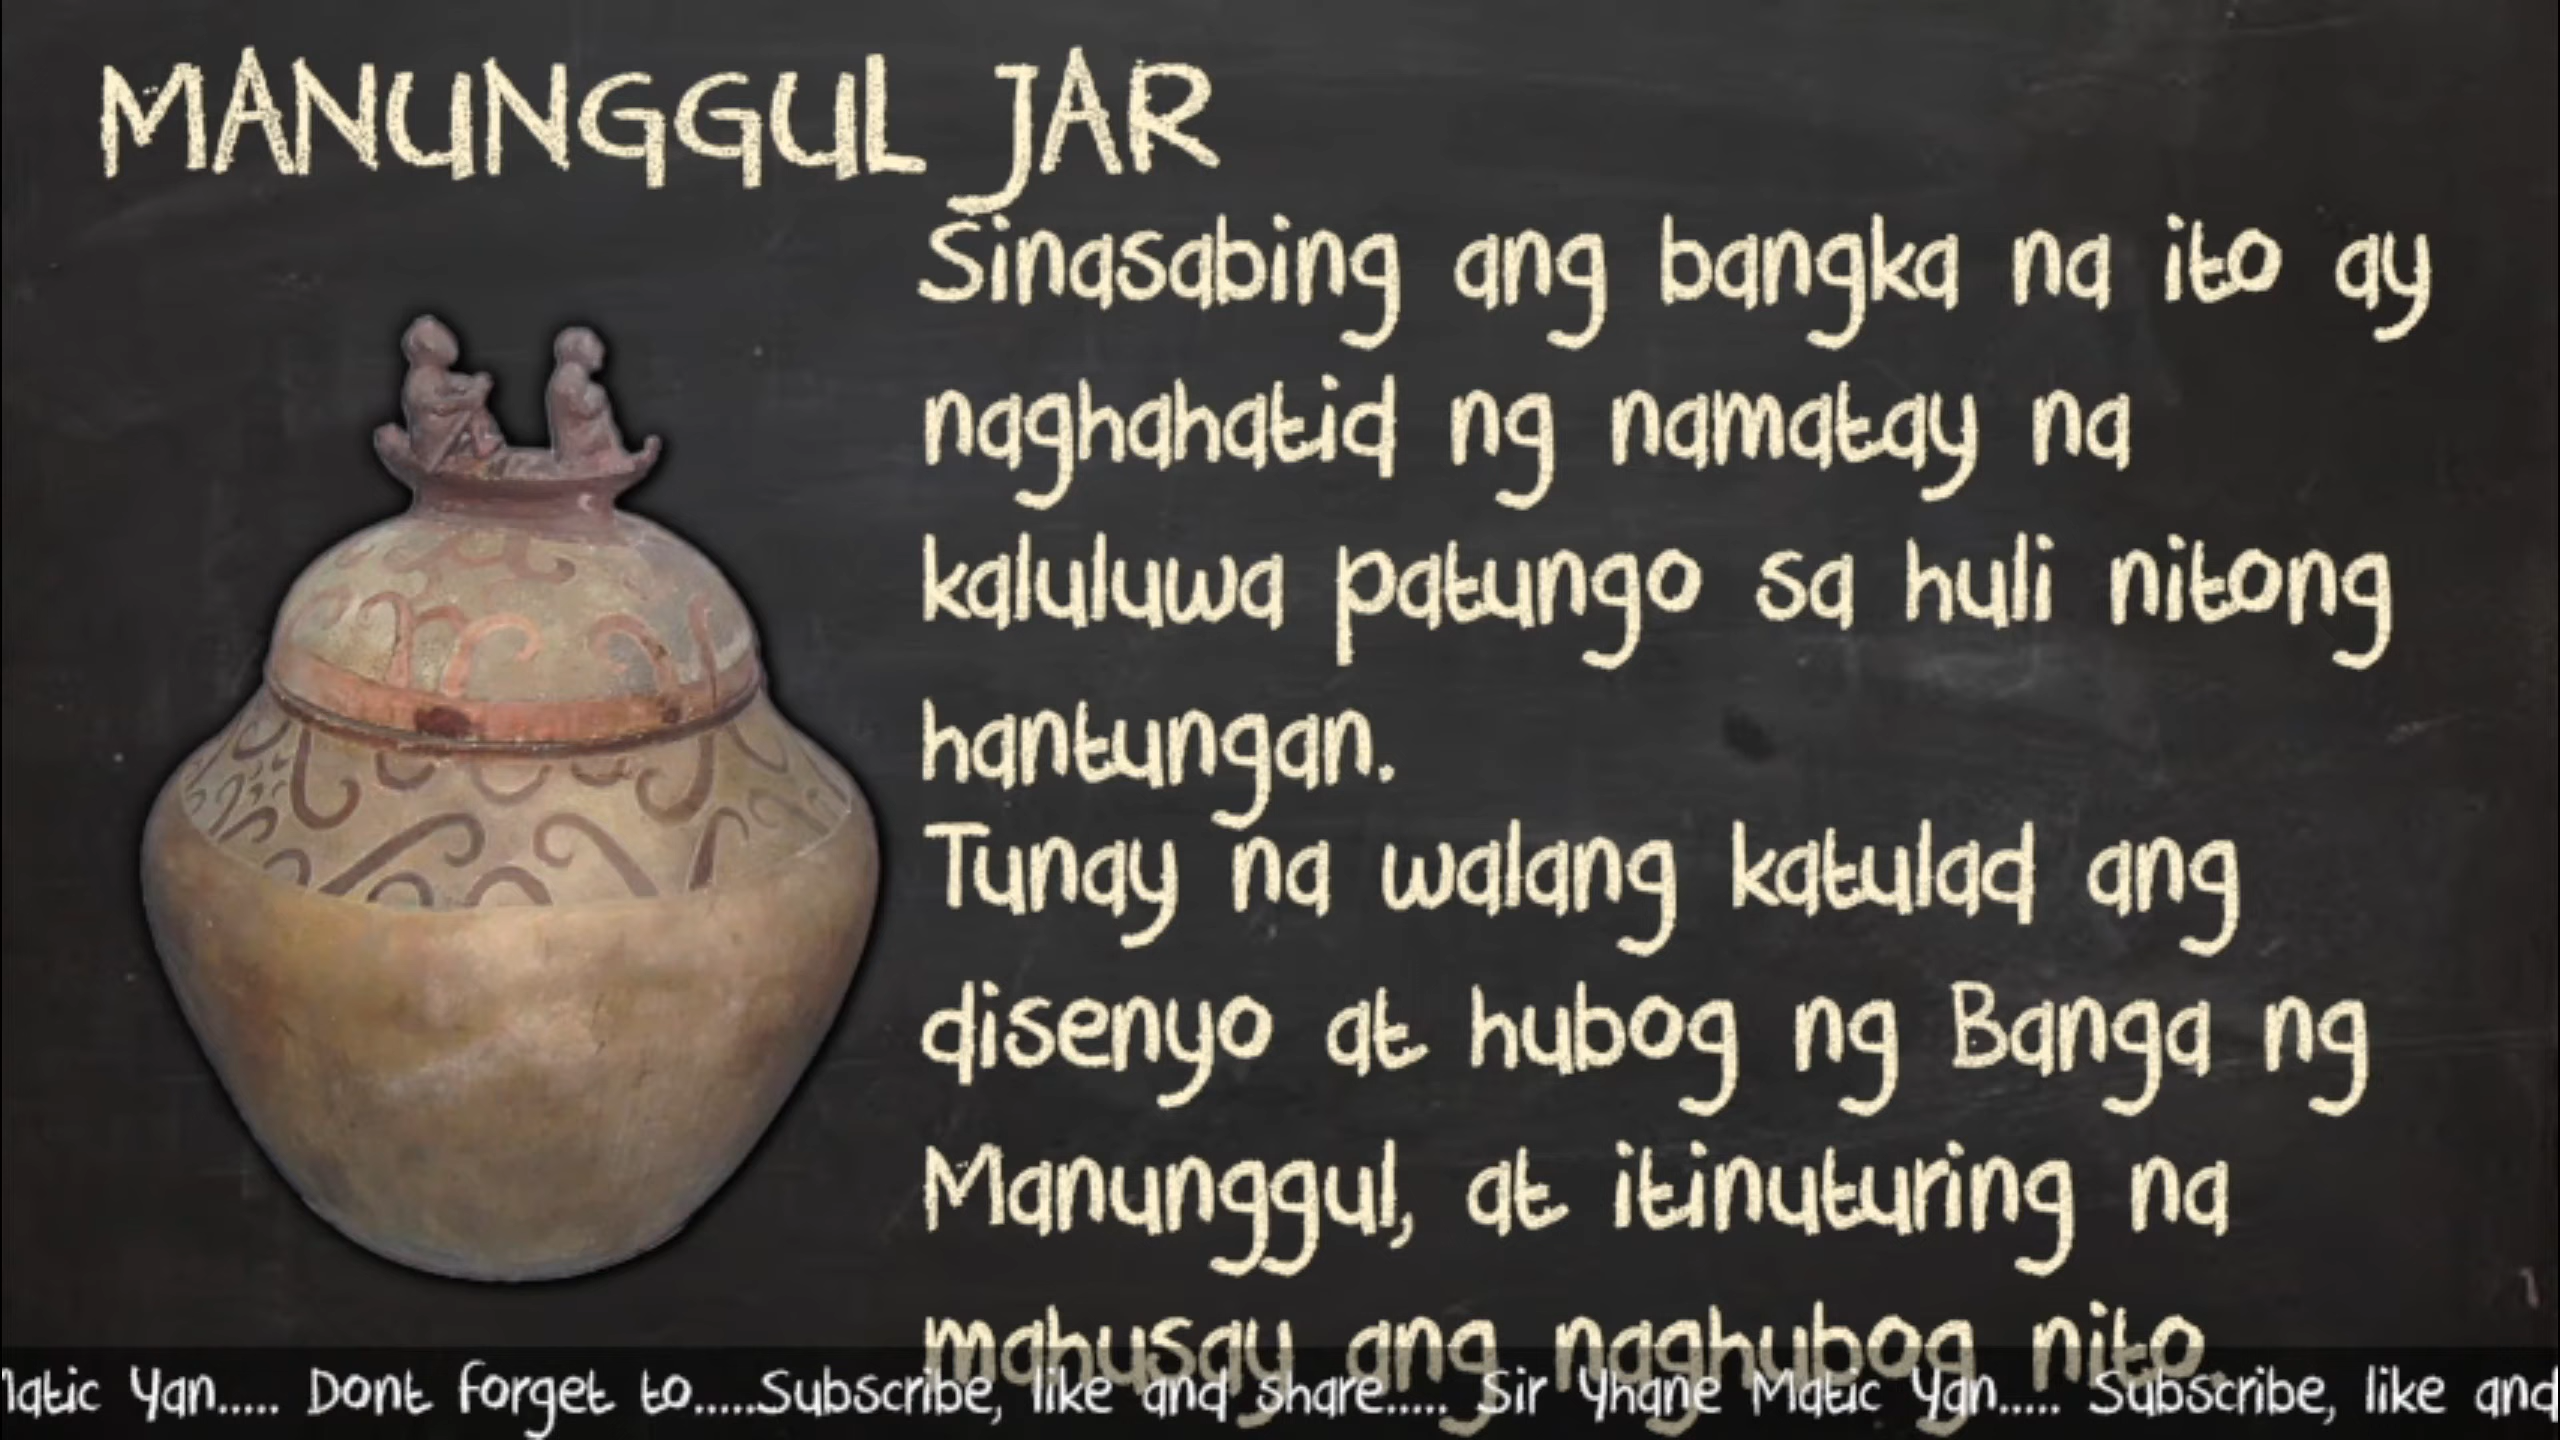 MANUNGGUL JAR
Sinasabing ang bangka na ito ay
naghahatid ng namatay na
kaluluwa patungo sa huli nitong
hantungan.
Tunay na walang katulad ang
disenyo at hubog ng Banga ng
Manunggul, at itinuturing na
mahusay ang naghubog nito.
Matic Yan..... Dont forget to.....Subscribe, like and share..... Sir Yhane Matic Yan..... Subscribe, like and